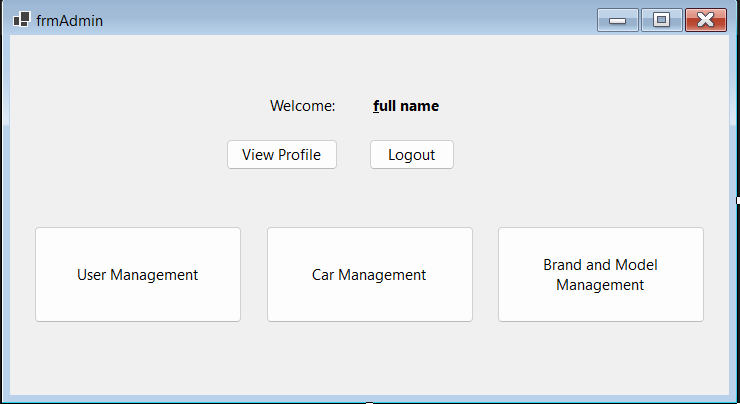 frmAdmin
Welcome: full name
View Profile Logout
User Management
Car Management
Brand and Model
Management